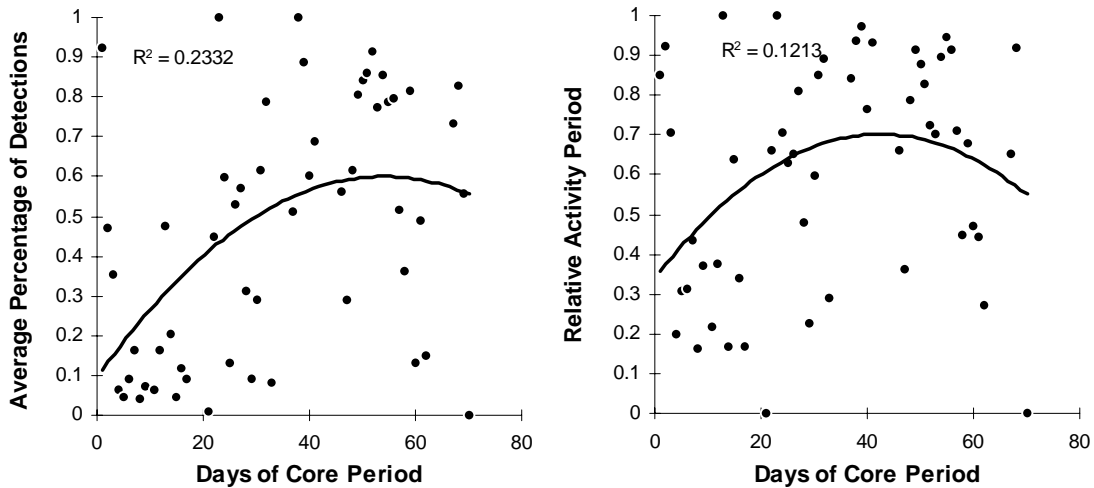 1
0.9
0.8
0.7
0.6
0.5
0.4
0.3
0.2
0.1
0
R² = 0.2332
Average Percentage of Detections
0 20 40 60 80
Days of Core Period
1
0.9
0.8
0.7
0.6
0.5
0.4
0.3
0.2
0.1
0
R² = 0.1213
Relative Activity Period
0 20 40 60 80
Days of Core Period